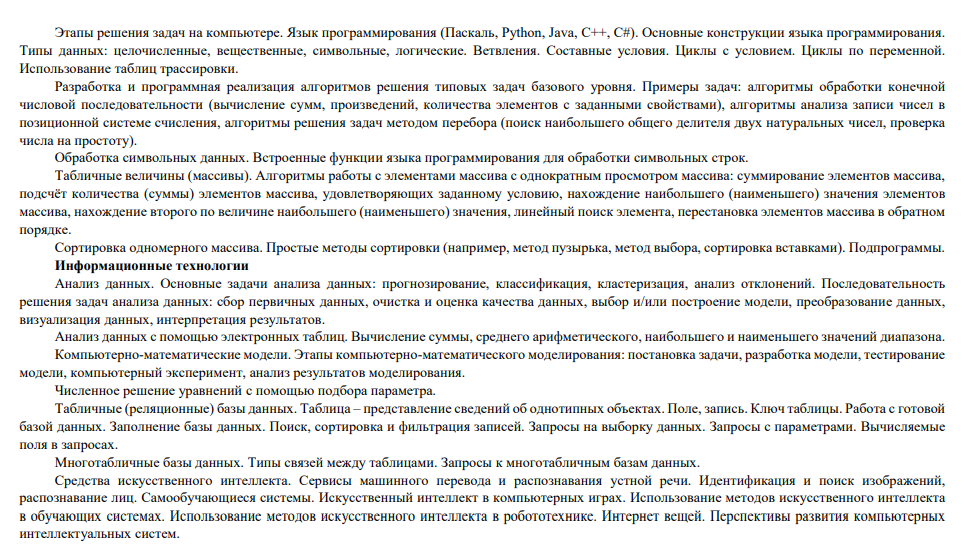 Этапы решения задач на компьютере. Язык программирования (Паскаль, Python, Java, C++, C#). Основные конструкции языка программирования.
Типы данных: целочисленные, вещественные, символьные, логические. Ветвления. Составные условия. Циклы с условием. Циклы по переменной.
Использование таблиц трассировки.
Разработка и программная реализация алгоритмов решения типовых задач базового уровня. Примеры задач: алгоритмы обработки конечной
числовой последовательности (вычисление сумм, произведений, количества элементов с заданными свойствами), алгоритмы анализа записи чисел в
позиционной системе счисления, алгоритмы решения задач методом перебора (поиск наибольшего общего делителя двух натуральных чисел, проверка
числа на простоту).
Обработка символьных данных. Встроенные функции языка программирования для обработки символьных строк.
Табличные величины (массивы). Алгоритмы работы с элементами массива с однократным просмотром массива: суммирование элементов массива,
подсчёт количества (суммы) элементов массива, удовлетворяющих заданному условию, нахождение наибольшего (наименьшего) значения элементов
массива, нахождение второго по величине наибольшего (наименьшего) значения, линейный поиск элемента, перестановка элементов массива в обратном
порядке.
Сортировка одномерного массива. Простые методы сортировки (например, метод пузырька, метод выбора, сортировка вставками). Подпрограммы.
Информационные технологии
Анализ данных. Основные задачи анализа данных: прогнозирование, классификация, кластеризация, анализ отклонений. Последовательность
решения задач анализа данных: сбор первичных данных, очистка и оценка качества данных, выбор и/или построение модели, преобразование данных,
визуализация данных, интерпретация результатов.
Анализ данных с помощью электронных таблиц. Вычисление суммы, среднего арифметического, наибольшего и наименьшего значений диапазона.
Компьютерно-математические модели. Этапы компьютерно-математического моделирования: постановка задачи, разработка модели, тестирование
модели, компьютерный эксперимент, анализ результатов моделирования.
Численное решение уравнений с помощью подбора параметра.
Табличные (реляционные) базы данных. Таблица – представление сведений об однотипных объектах. Поле, запись. Ключ таблицы. Работа с готовой
базой данных. Заполнение базы данных. Поиск, сортировка и фильтрация записей. Запросы на выборку данных. Запросы с параметрами. Вычисляемые
поля в запросах.
Многотабличные базы данных. Типы связей между таблицами. Запросы к многотабличным базам данных.
Средства искусственного интеллекта. Сервисы машинного перевода и распознавания устной речи. Идентификация и поиск изображений,
распознавание лиц. Самообучающиеся системы. Искусственный интеллект в компьютерных играх. Использование методов искусственного интеллекта
в обучающих системах. Использование методов искусственного интеллекта в робототехнике. Интернет вещей. Перспективы развития компьютерных
интеллектуальных систем.